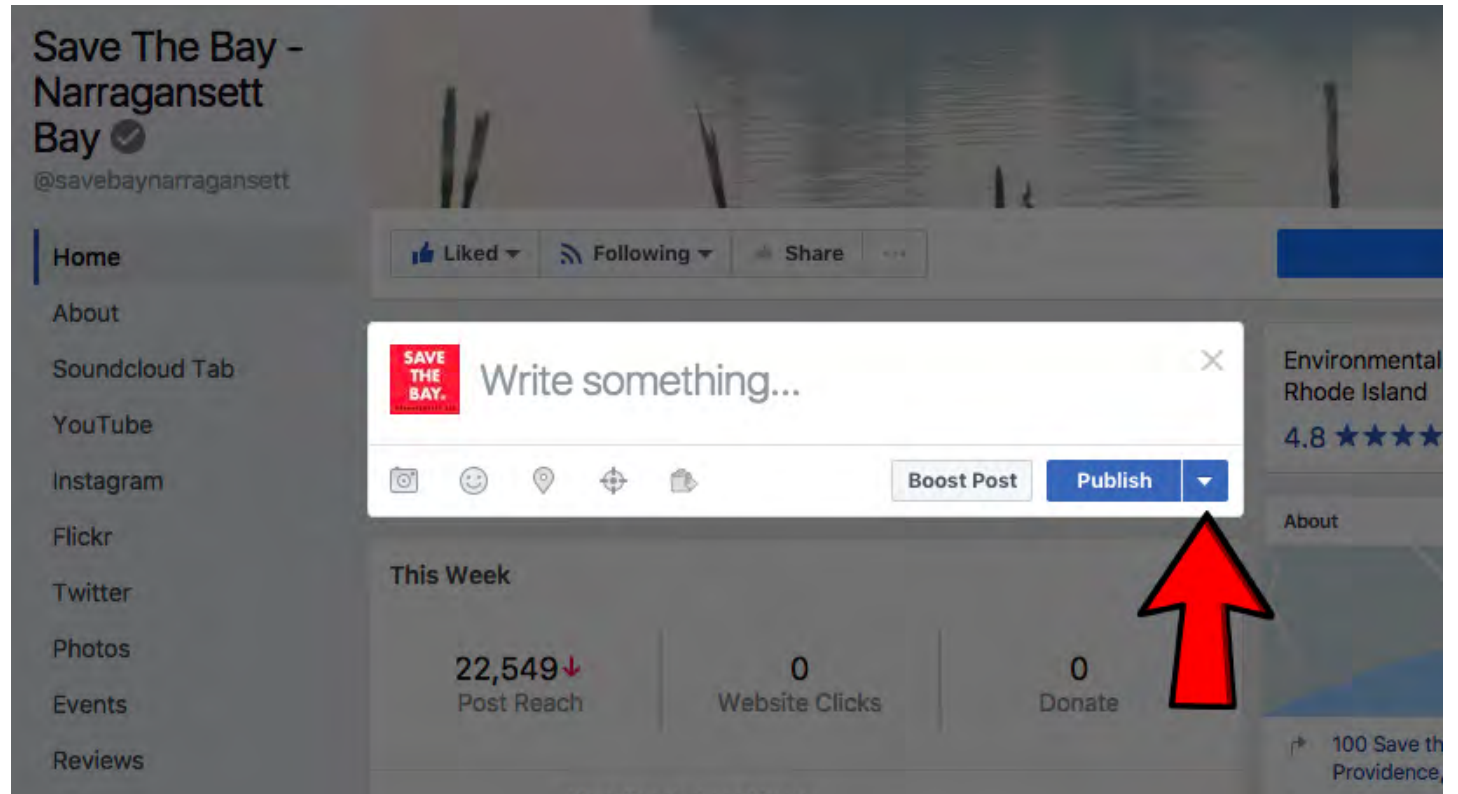 Save The Bay -
Narragansett
Bay
@savebaynarragansett
Home
About
Soundcloud Tab
YouTube
Instagram
Flickr
Twitter
Photos
Events
Reviews
Liked
Following
Share
SAVE
THE
BAY.
Write something...
Boost Post
Publish
This Week
22,549
Post Reach
0
Website Clicks
0
Donate
Environmental
Rhode Island
4.8
About
100 Save th
Providence,